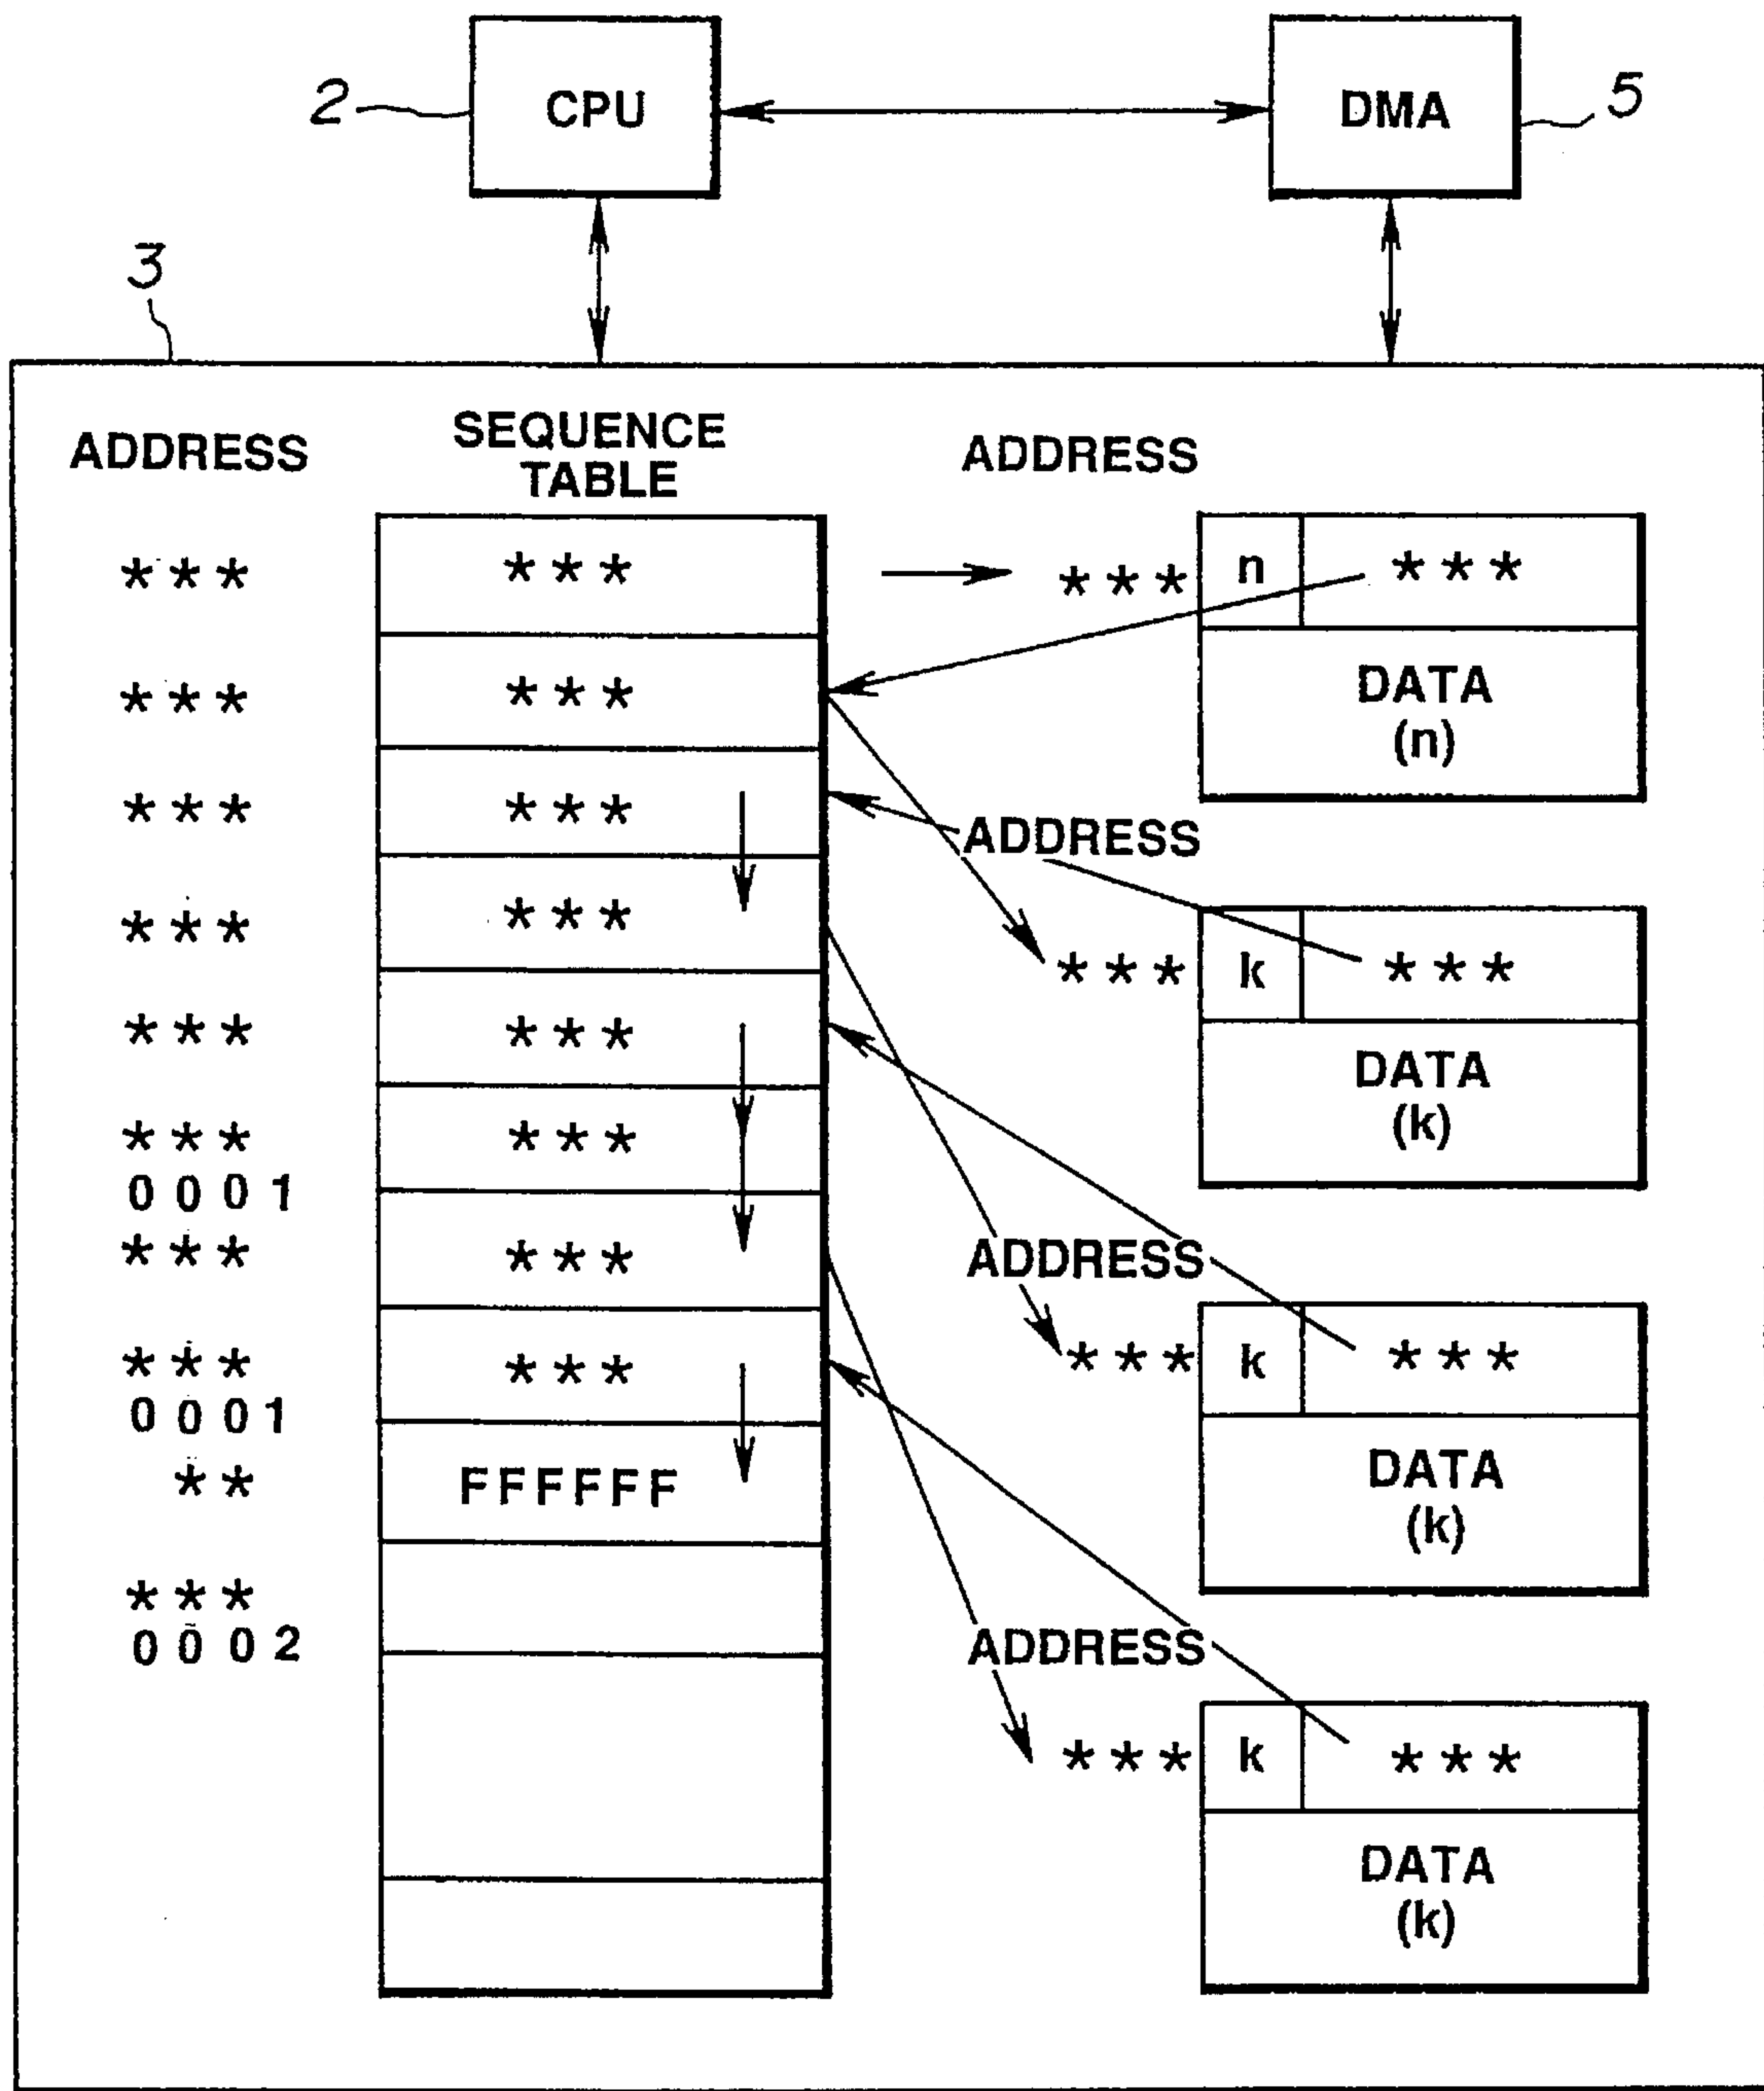 2
CPU
DMA
5
3
ADDRESS
SEQUENCE
TABLE
ADDRESS
*** *** *** n ***
*** ***
DATA
(n)
*** ***
ADDRESS
*** ***
*** k ***
*** ***
DATA
(k)
*** ***
0001
*** ***
ADDRESS
*** ***
*** k ***
0001
** FFFFFF
DATA
(k)
***
0002
ADDRESS
*** k ***
DATA
(k)